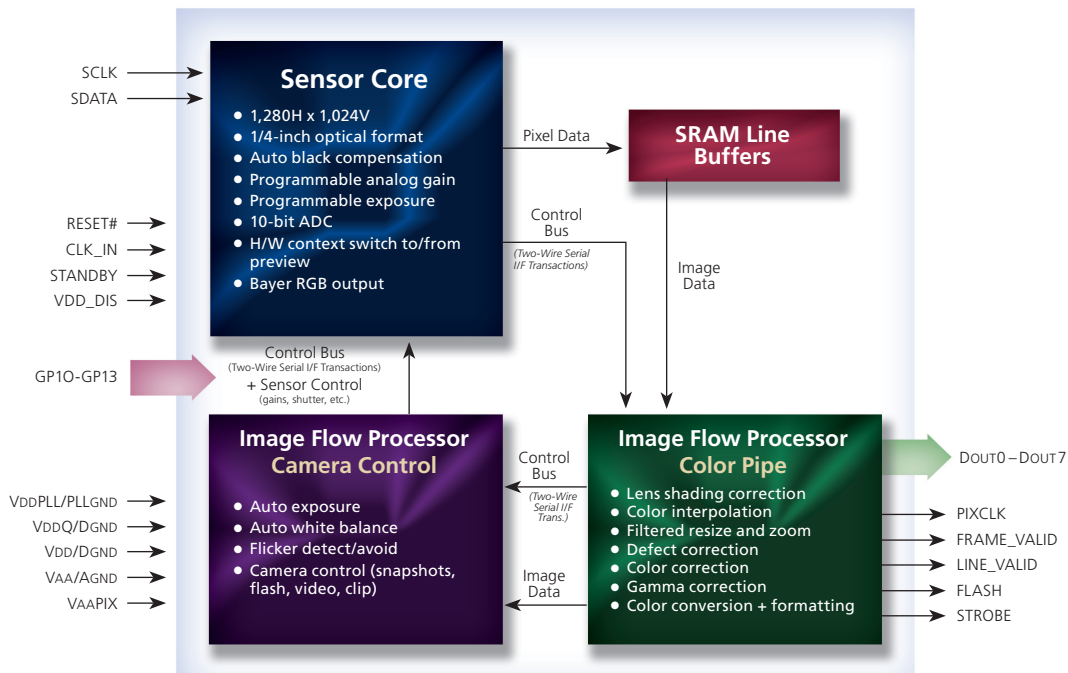 SCLK
SDATA
RESET#
CLK_IN
STANDBY
VDD_DIS
GP1O-GP13
VDDPLL/PLLGND
VDDQ/DGND
VDD/DGND
VAA/AGND
VAAPIX
Sensor Core
● 1,280H x 1,024V
● 1/4-inch optical format
● Auto black compensation
● Programmable analog gain
● Programmable exposure
● 10-bit ADC
● H/W context switch to/from
preview
● Bayer RGB output
Pixel Data
SRAM Line
Buffers
Control
Bus
(Two-Wire Serial
I/F Transactions)
Image
Data
Control Bus
(Two-Wire Serial I/F Transactions)
+ Sensor Control
(gains, shutter, etc.)
Image Flow Processor
Camera Control
● Auto exposure
● Auto white balance
● Flicker detect/avoid
● Camera control (snapshots,
flash, video, clip)
Control
Bus
(Two-Wire
Serial I/F
Trans.)
Image
Data
Image Flow Processor
Color Pipe
● Lens shading correction
● Color interpolation
● Filtered resize and zoom
● Defect correction
● Color correction
● Gamma correction
● Color conversion + formatting
DOUT0–DOUT7
PIXCLK
FRAME_VALID
LINE_VALID
FLASH
STROBE